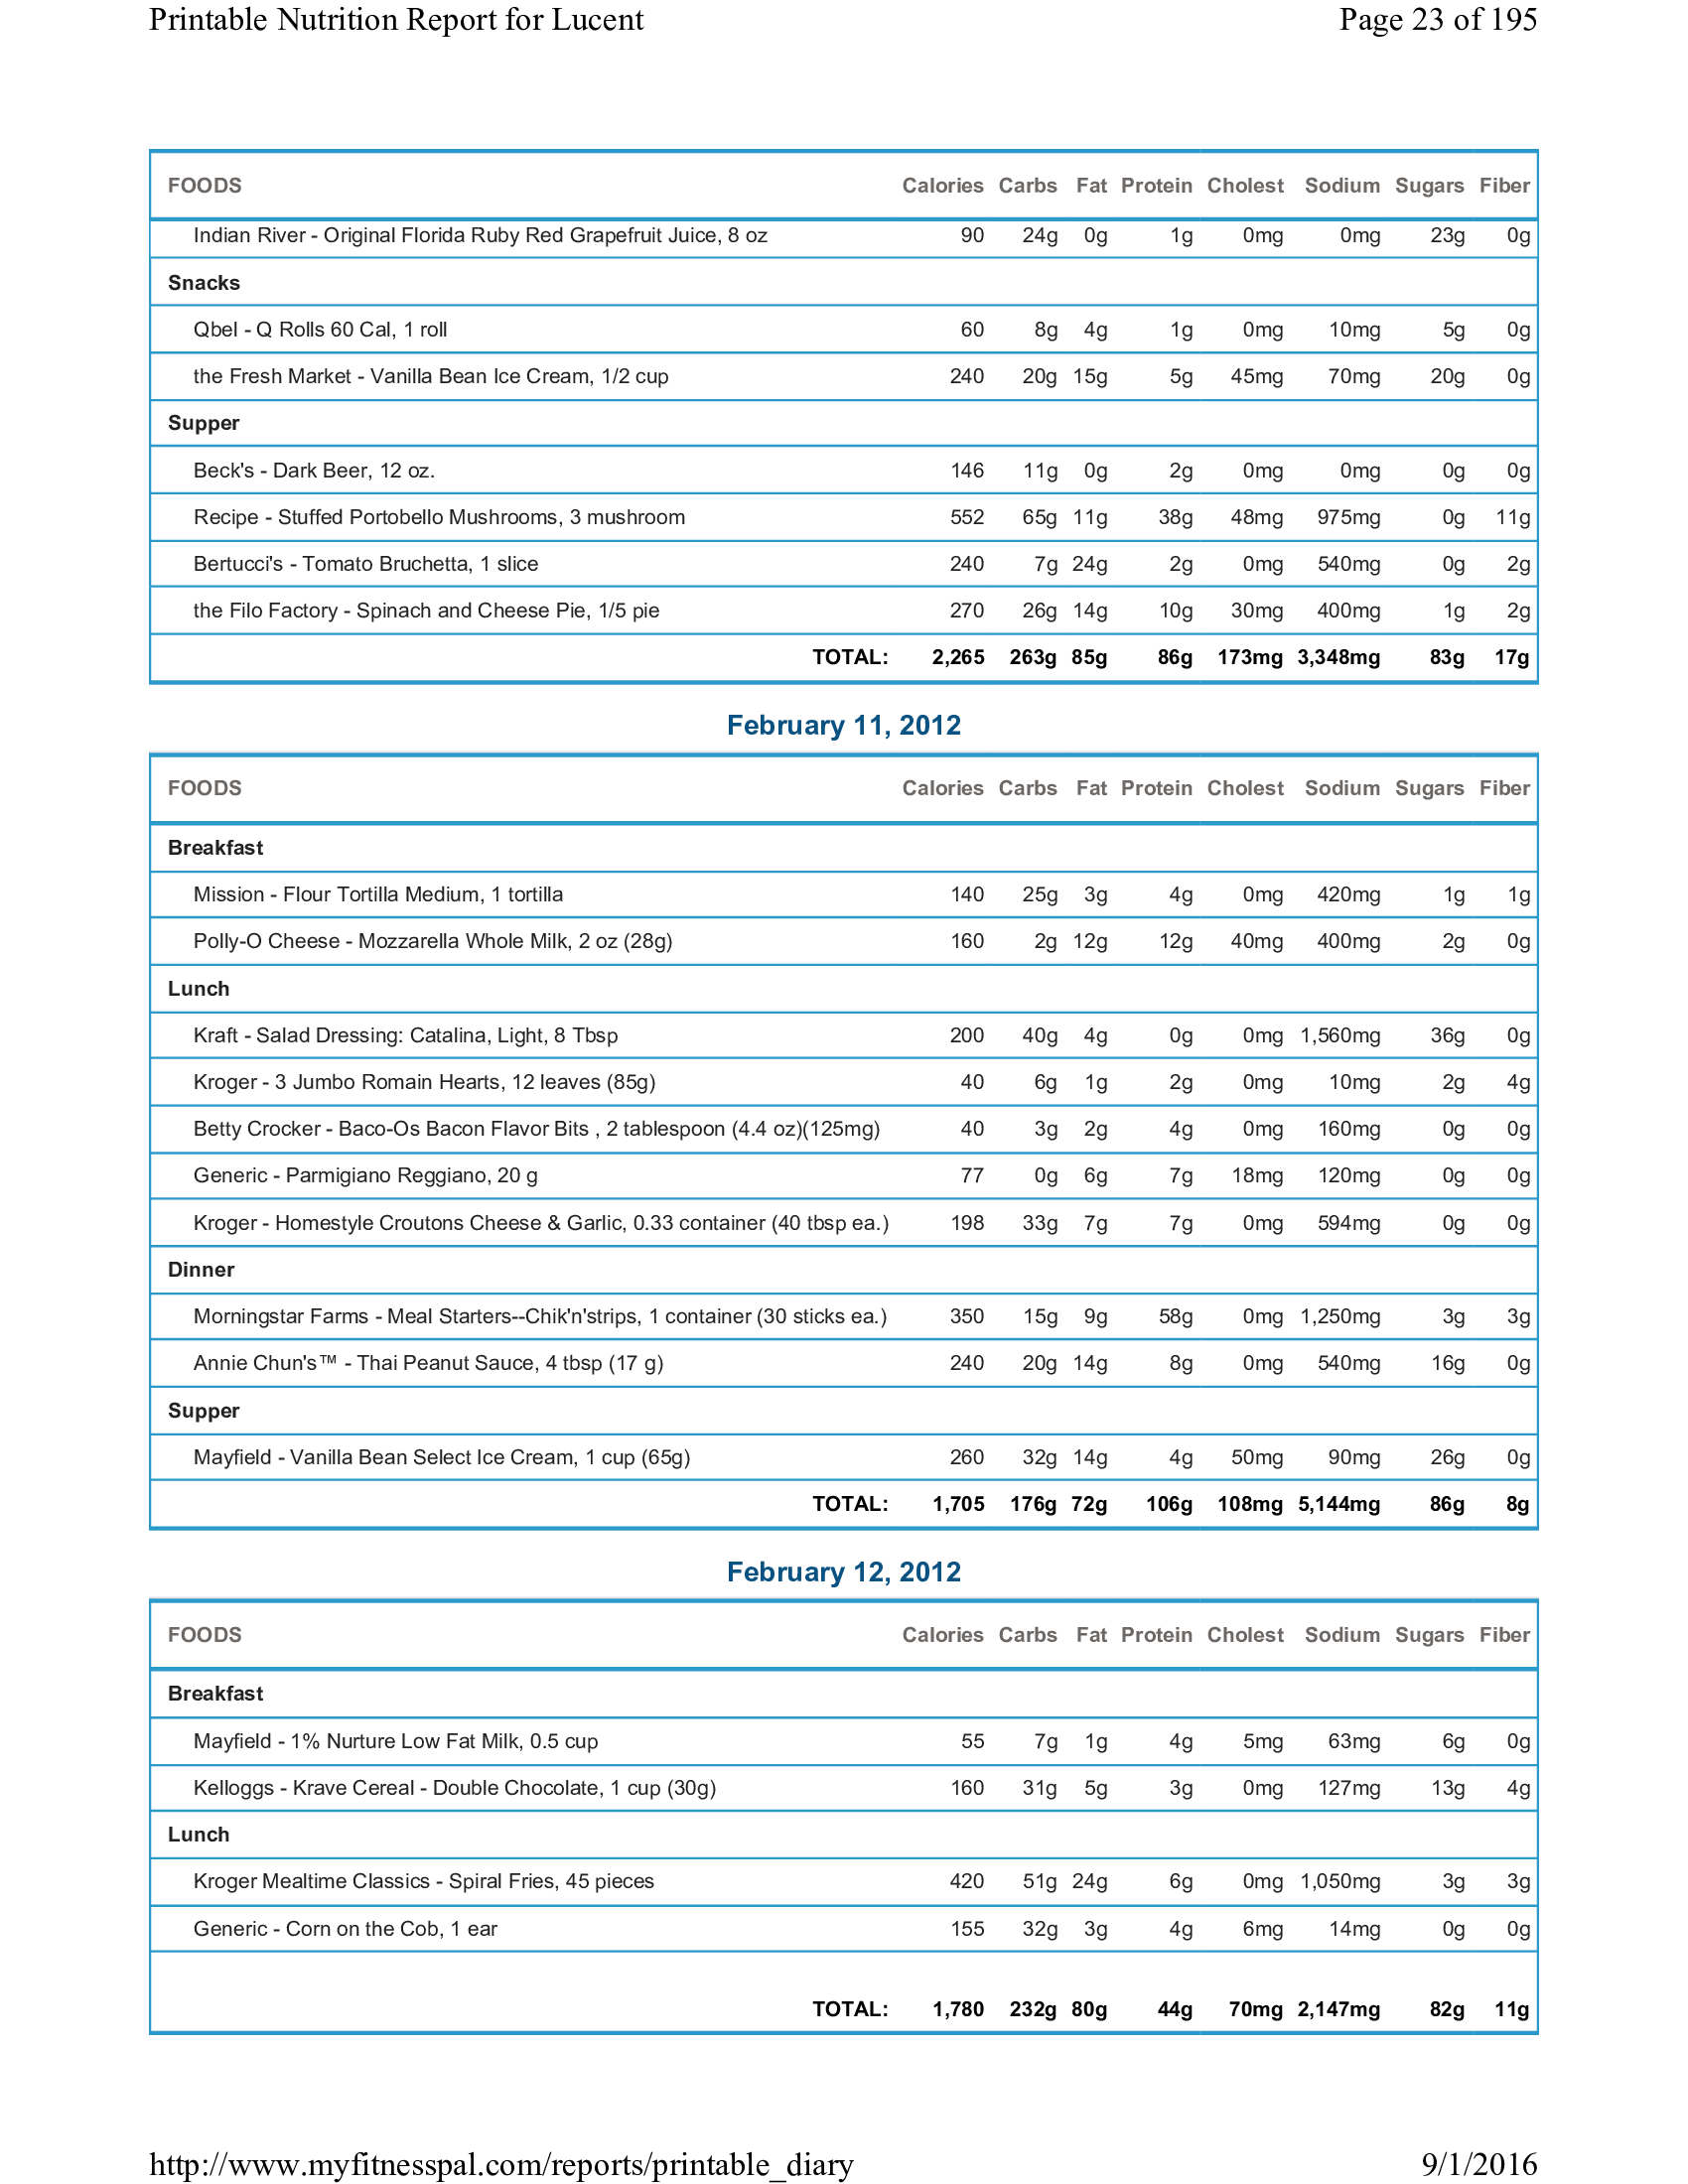 Printable Nutrition Report for Lucent Page 23 of 195
FOODS Calories Carbs Fat Protein Cholest Sodium Sugars Fiber
Indian River - Original Florida Ruby Red Grapefruit Juice, 8 oz 90 24g 0g 1g 0mg 0mg 23g 0g
Snacks
Qbel - Q Rolls 60 Cal, 1 roll 60 8g 4g 1g 0mg 10mg 5g 0g
the Fresh Market - Vanilla Bean Ice Cream, 1/2 cup 240 20g 15g 5g 45mg 70mg 20g 0g
Supper
Beck's - Dark Beer, 12 oz. 146 11g 0g 2g 0mg 0mg 0g 0g
Recipe - Stuffed Portobello Mushrooms, 3 mushroom 552 65g 11g 38g 48mg 975mg 0g 11g
Bertucci's - Tomato Bruchetta, 1 slice 240 7g 24g 2g 0mg 540mg 0g 2g
the Filo Factory - Spinach and Cheese Pie, 1/5 pie 270 26g 14g 10g 30mg 400mg 1g 2g
TOTAL: 2,265 263g 85g 86g 173mg 3,348mg 83g 17g
February 11, 2012
FOODS Calories Carbs Fat Protein Cholest Sodium Sugars Fiber
Breakfast
Mission - Flour Tortilla Medium, 1 tortilla 140 25g 3g 4g 0mg 420mg 1g 1g
Polly-O Cheese - Mozzarella Whole Milk, 2 oz (28g) 160 2g 12g 12g 40mg 400mg 2g 0g
Lunch
Kraft - Salad Dressing: Catalina, Light, 8 Tbsp 200 40g 4g 0g 0mg 1,560mg 36g 0g
Kroger - 3 Jumbo Romain Hearts, 12 leaves (85g) 40 6g 1g 2g 0mg 10mg 2g 4g
Betty Crocker - Baco-Os Bacon Flavor Bits , 2 tablespoon (4.4 oz)(125mg) 40 3g 2g 4g 0mg 160mg 0g 0g
Generic - Parmigiano Reggiano, 20 g 77 0g 6g 7g 18mg 120mg 0g 0g
Kroger - Homestyle Croutons Cheese & Garlic, 0.33 container (40 tbsp ea.) 198 33g 7g 7g 0mg 594mg 0g 0g
Dinner
Morningstar Farms - Meal Starters--Chik'n'strips, 1 container (30 sticks ea.) 350 15g 9g 58g 0mg 1,250mg 3g 3g
Annie Chun's™ - Thai Peanut Sauce, 4 tbsp (17 g) 240 20g 14g 8g 0mg 540mg 16g 0g
Supper
Mayfield - Vanilla Bean Select Ice Cream, 1 cup (65g) 260 32g 14g 4g 50mg 90mg 26g 0g
TOTAL: 1,705 176g 72g 106g 108mg 5,144mg 86g 8g
February 12, 2012
FOODS Calories Carbs Fat Protein Cholest Sodium Sugars Fiber
Breakfast
Mayfield - 1% Nurture Low Fat Milk, 0.5 cup 55 7g 1g 4g 5mg 63mg 6g 0g
Kelloggs - Krave Cereal - Double Chocolate, 1 cup (30g) 160 31g 5g 3g 0mg 127mg 13g 4g
Lunch
Kroger Mealtime Classics - Spiral Fries, 45 pieces 420 51g 24g 6g 0mg 1,050mg 3g 3g
Generic - Corn on the Cob, 1 ear 155 32g 3g 4g 6mg 14mg 0g 0g
TOTAL: 1,780 232g 80g 44g 70mg 2,147mg 82g 11g
http://www.myfitnesspal.com/reports/printable_diary 9/1/2016